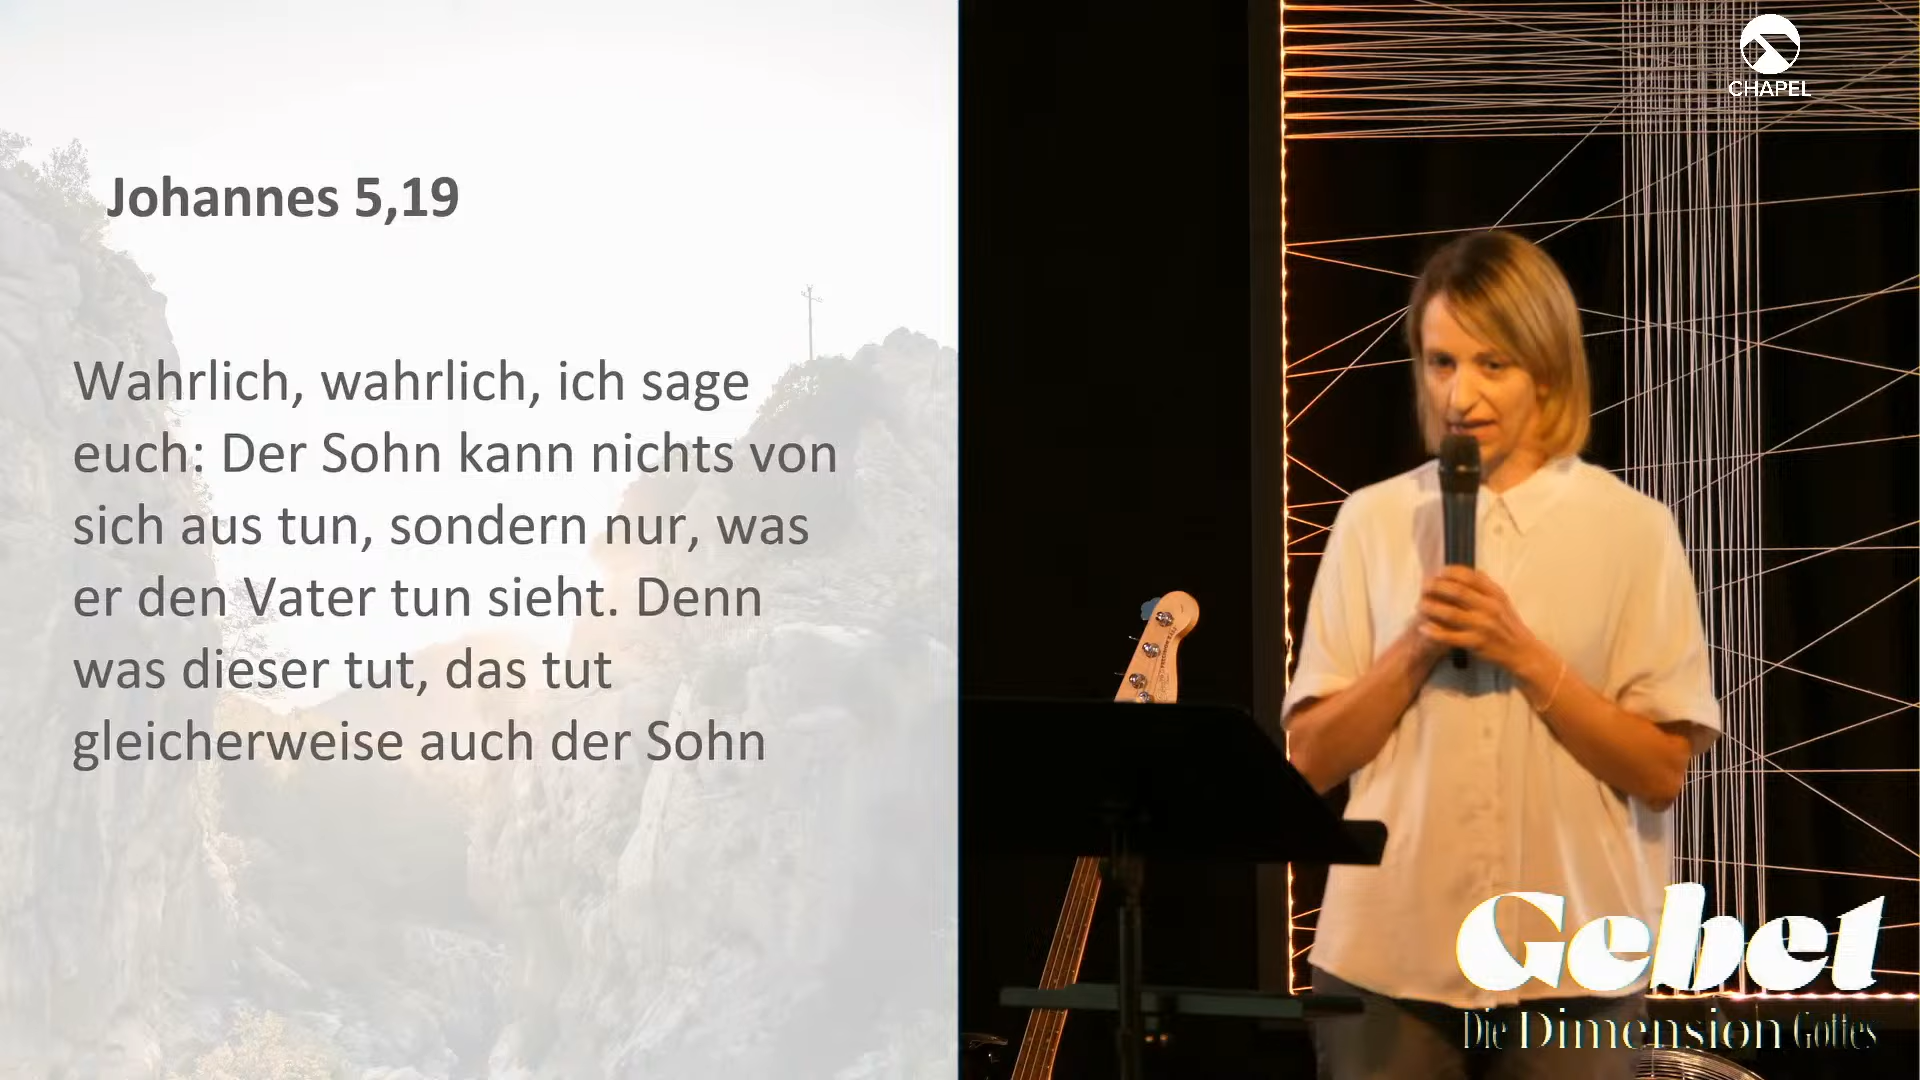 Johannes 5,19
Wahrlich, wahrlich, ich sage
euch: Der Sohn kann nichts von
sich aus tun, sondern nur, was
er den Vater tun sieht. Denn
was dieser tut, das tut
gleicherweise auch der Sohn
CHAPEL
Gebet
Die Dimension Gottes